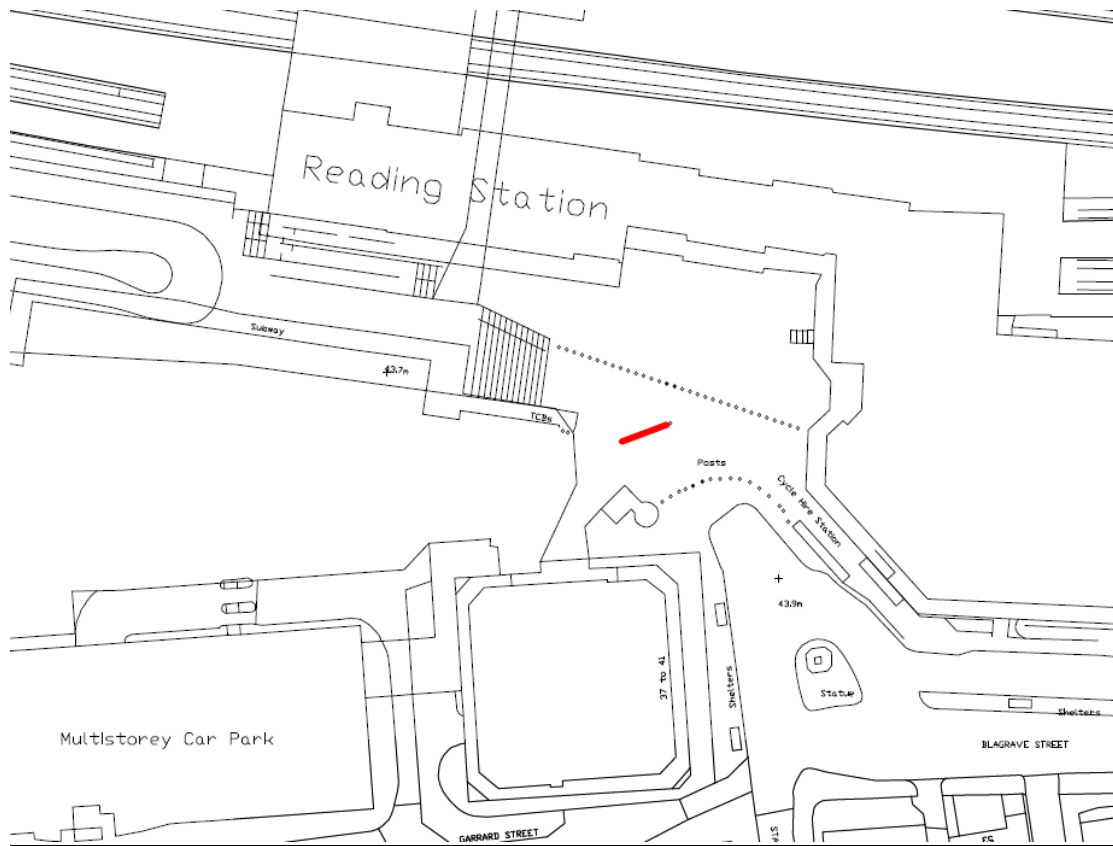 Reading Station
Subway
43.7m
TCBs
Posts
Cycle Hire Station
43.9m
37 to 41
Shelters
Statue
Shelters
Multistorey Car Park
BLAGRAVE STREET
GARRARD STREET
STA